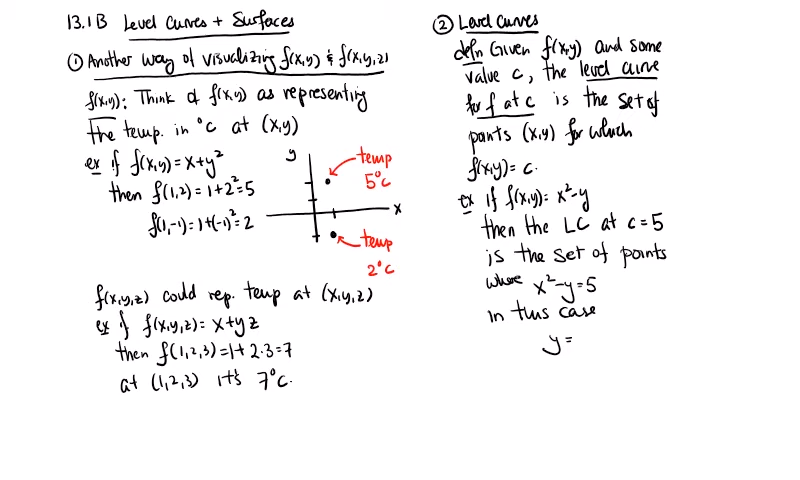 13.1B Level Curves + Surfaces
① Another way of visualizing f(x,y) & f(x,y,z)
f(x,y): Think of f(x,y) as representing
the temp. in °C at (x,y)
ex if f(x,y)=x+y²
then f(1,2)=1+2²=5
f(1,-1)=1+(-1)²=2
y
temp
5°C
x
temp
2°C
f(x,y,z) could rep. temp at (x,y,z)
ex if f(x,y,z)=x+yz
then f(1,2,3)=1+2·3=7
at (1,2,3) it's 7°C.
② Level Curves
defn Given f(x,y) and some
value c, the level curve
for f at c is the set of
points (x,y) for which
f(x,y)=c.
ex if f(x,y)=x²-y
then the LC at c=5
is the set of points
where x²-y=5
in this case
y=